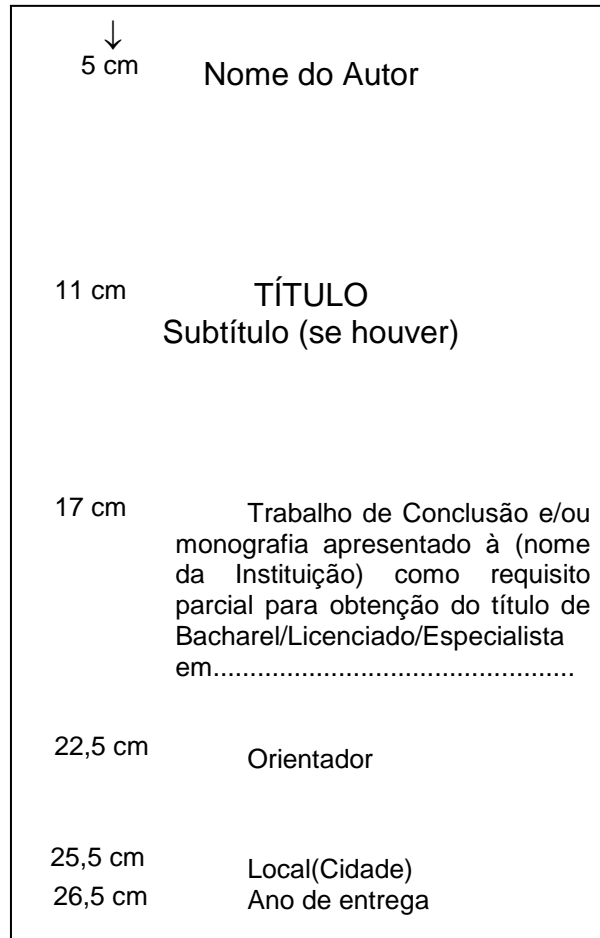 ↓
5 cm Nome do Autor
11 cm TÍTULO
Subtítulo (se houver)
17 cm Trabalho de Conclusão e/ou
monografia apresentado à (nome
da Instituição) como requisito
parcial para obtenção do título de
Bacharel/Licenciado/Especialista
em.................................................
22,5 cm Orientador
25,5 cm Local(Cidade)
26,5 cm Ano de entrega